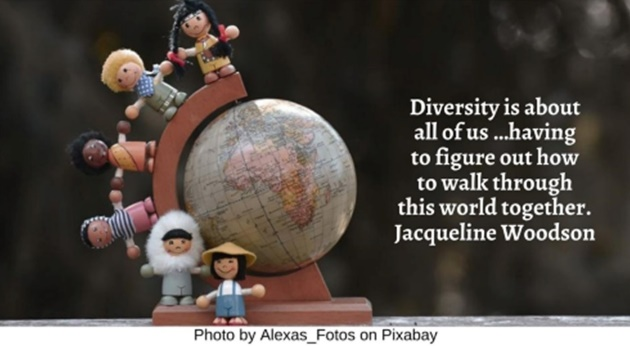 Diversity is about
all of us ...having
to figure out how
to walk through
this world together.
Jacqueline Woodson
Photo by Alexas_Fotos on Pixabay